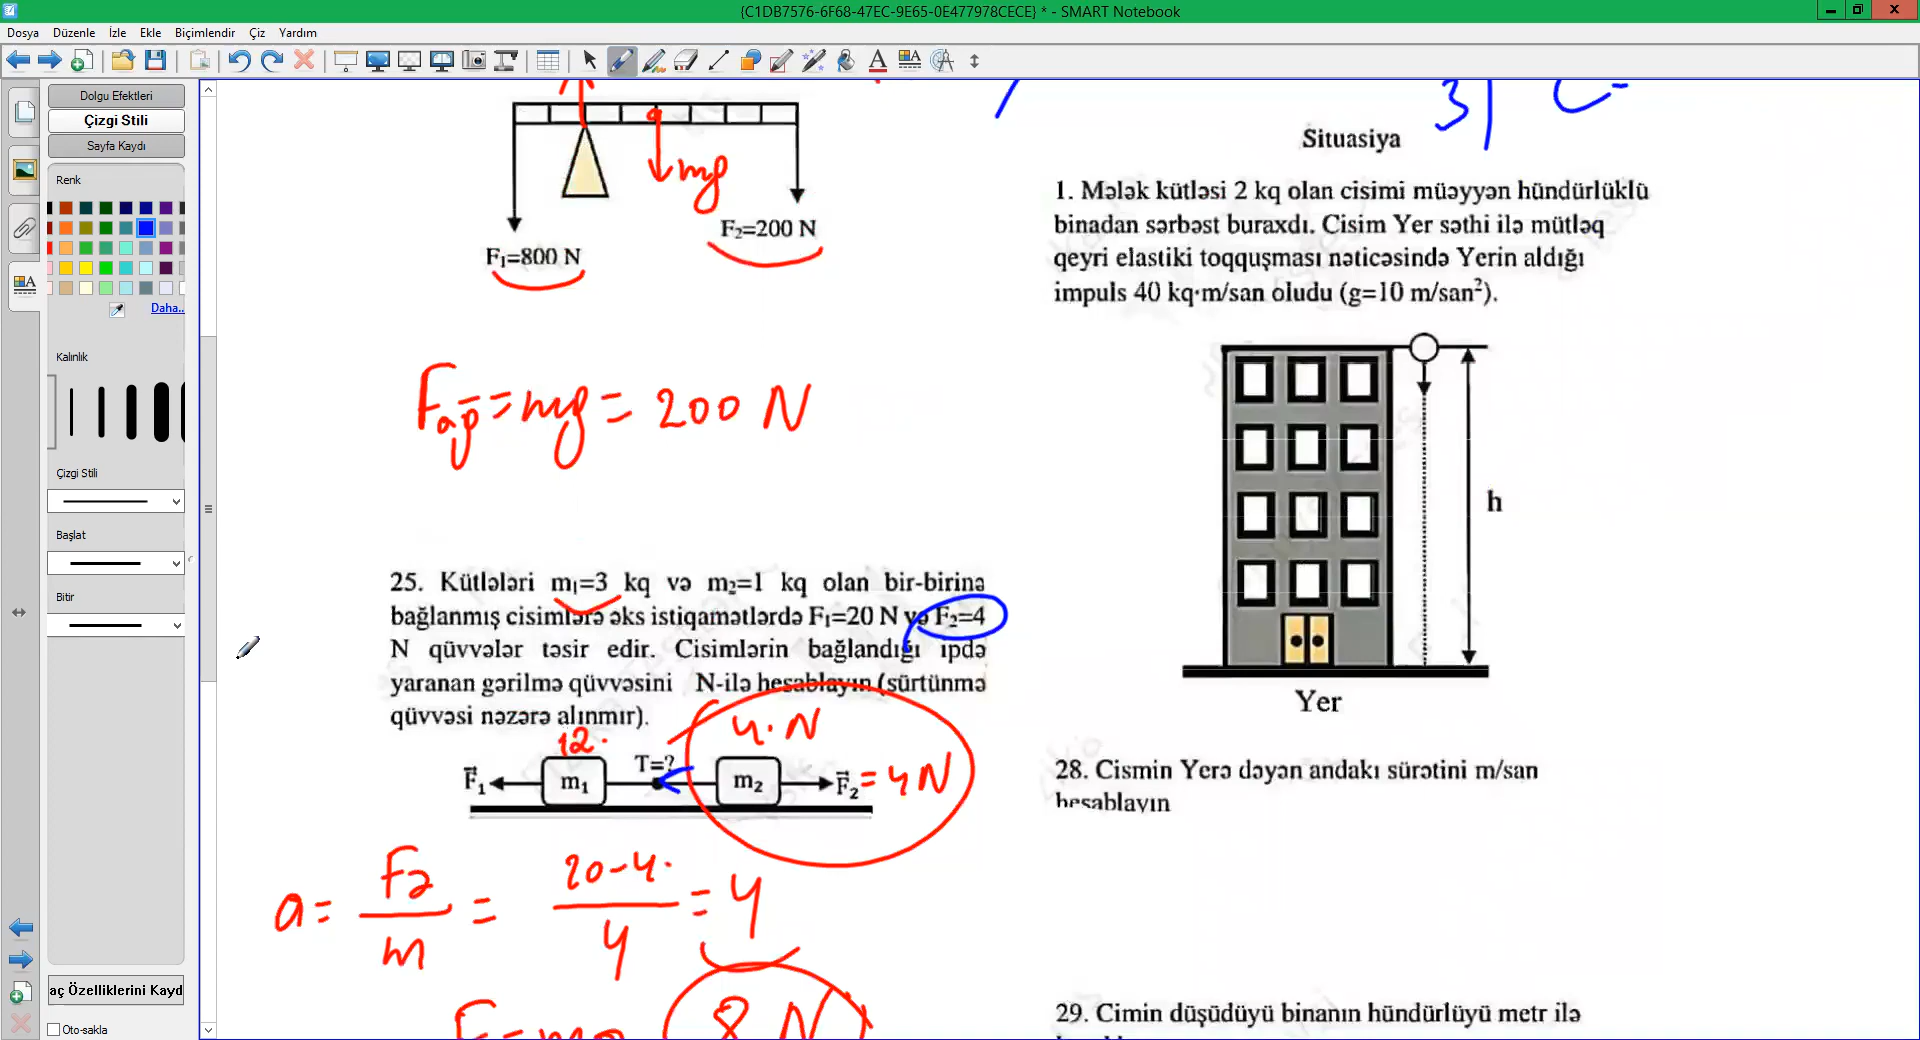 {C1DB7576-6F68-47EC-9E65-0E477978CECE} * - SMART Notebook
Dosya Düzenle İzle Ekle Biçimlendir Çiz Yardım
Dolgu Efektleri
Çizgi Stili
Sayfa Kaydı
Renk
Daha..
Kalınlık
Çizgi Stili
Başlat
Bitir
aç Özelliklerini Kayd
Oto-sakla
mg
F₁=800 N
F₂=200 N
= mg = 200 N
25. Kütlələri m₁=3 kq və m₂=1 kq olan bir-birinə
bağlanmış cisimlərə əks istiqamətlərdə F₁=20 N və F₂=4
N qüvvələr təsir edir. Cisimlərin bağlandığı ipdə
yaranan gərilmə qüvvəsini N-ilə hesablayın (sürtünmə
qüvvəsi nəzərə alınmır).
12.
4. N
F₁
m₁
T=?
m₂
F₂ = 4N
a = Fə / m = 20-4 / 4 = 4
8 N
3) C=
Situasiya
1. Mələk kütləsi 2 kq olan cisimi müəyyən hündürlüklü
binadan sərbəst buraxdı. Cisim Yer səthi ilə mütləq
qeyri elastiki toqquşması nəticəsində Yerin aldığı
impuls 40 kq·m/san oludu (g=10 m/san²).
h
Yer
28. Cismin Yerə dəyən andakı sürətini m/san
hesablayın
29. Cimin düşüdüyü binanın hündürlüyü metr ilə